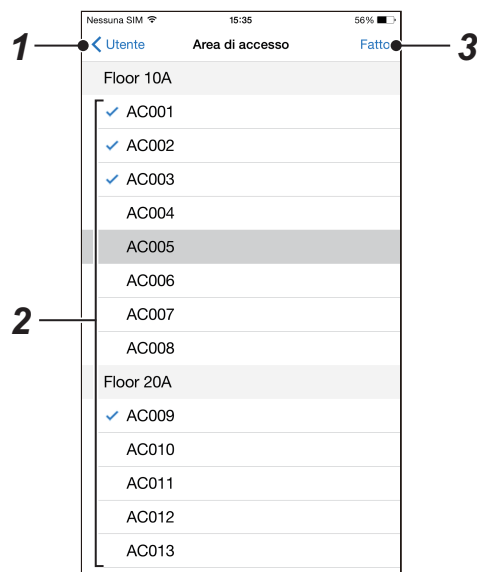 Nessuna SIM 15:35 56%
1 Utente Area di accesso Fatto 3
Floor 10A
AC001
AC002
AC003
AC004
AC005
AC006
AC007
2
AC008
Floor 20A
AC009
AC010
AC011
AC012
AC013